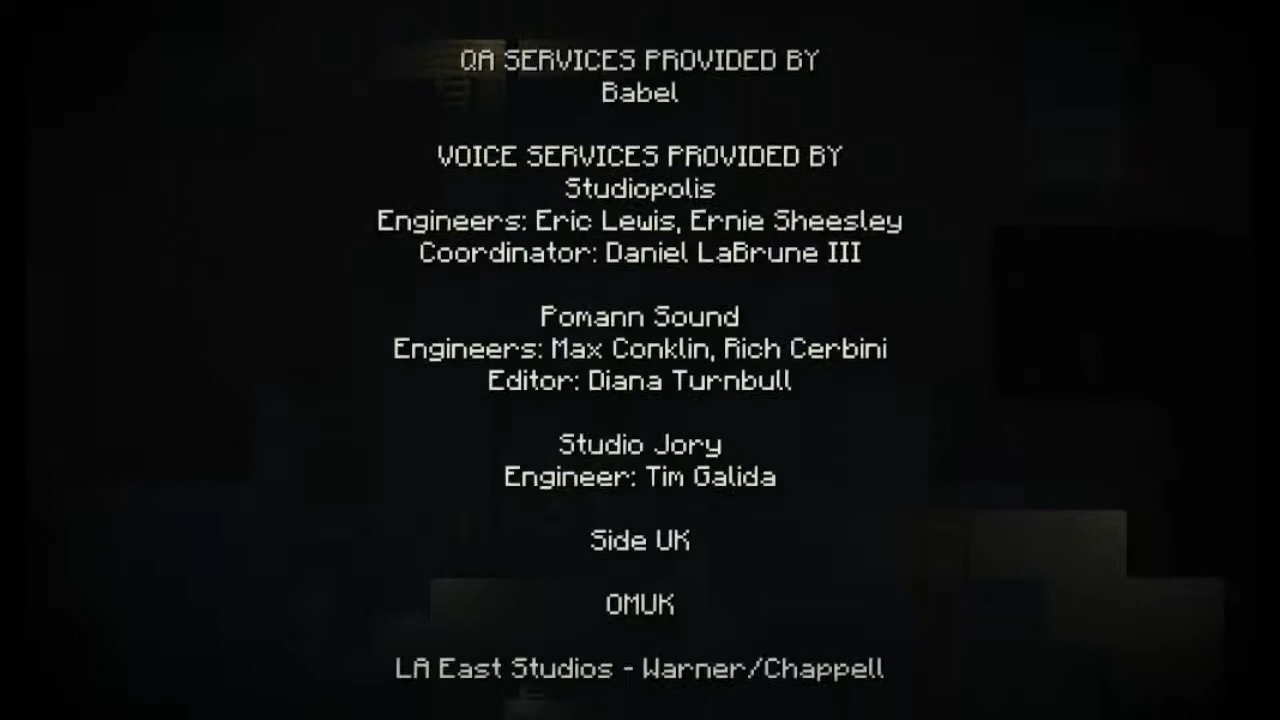 QA SERVICES PROVIDED BY
Babel
VOICE SERVICES PROVIDED BY
Studiopolis
Engineers: Eric Lewis, Ernie Sheesley
Coordinator: Daniel LaBrune III
Pomann Sound
Engineers: Max Conklin, Rich Cerbini
Editor: Diana Turnbull
Studio Jory
Engineer: Tim Galida
Side UK
OMUK
LA East Studios - Warner/Chappell